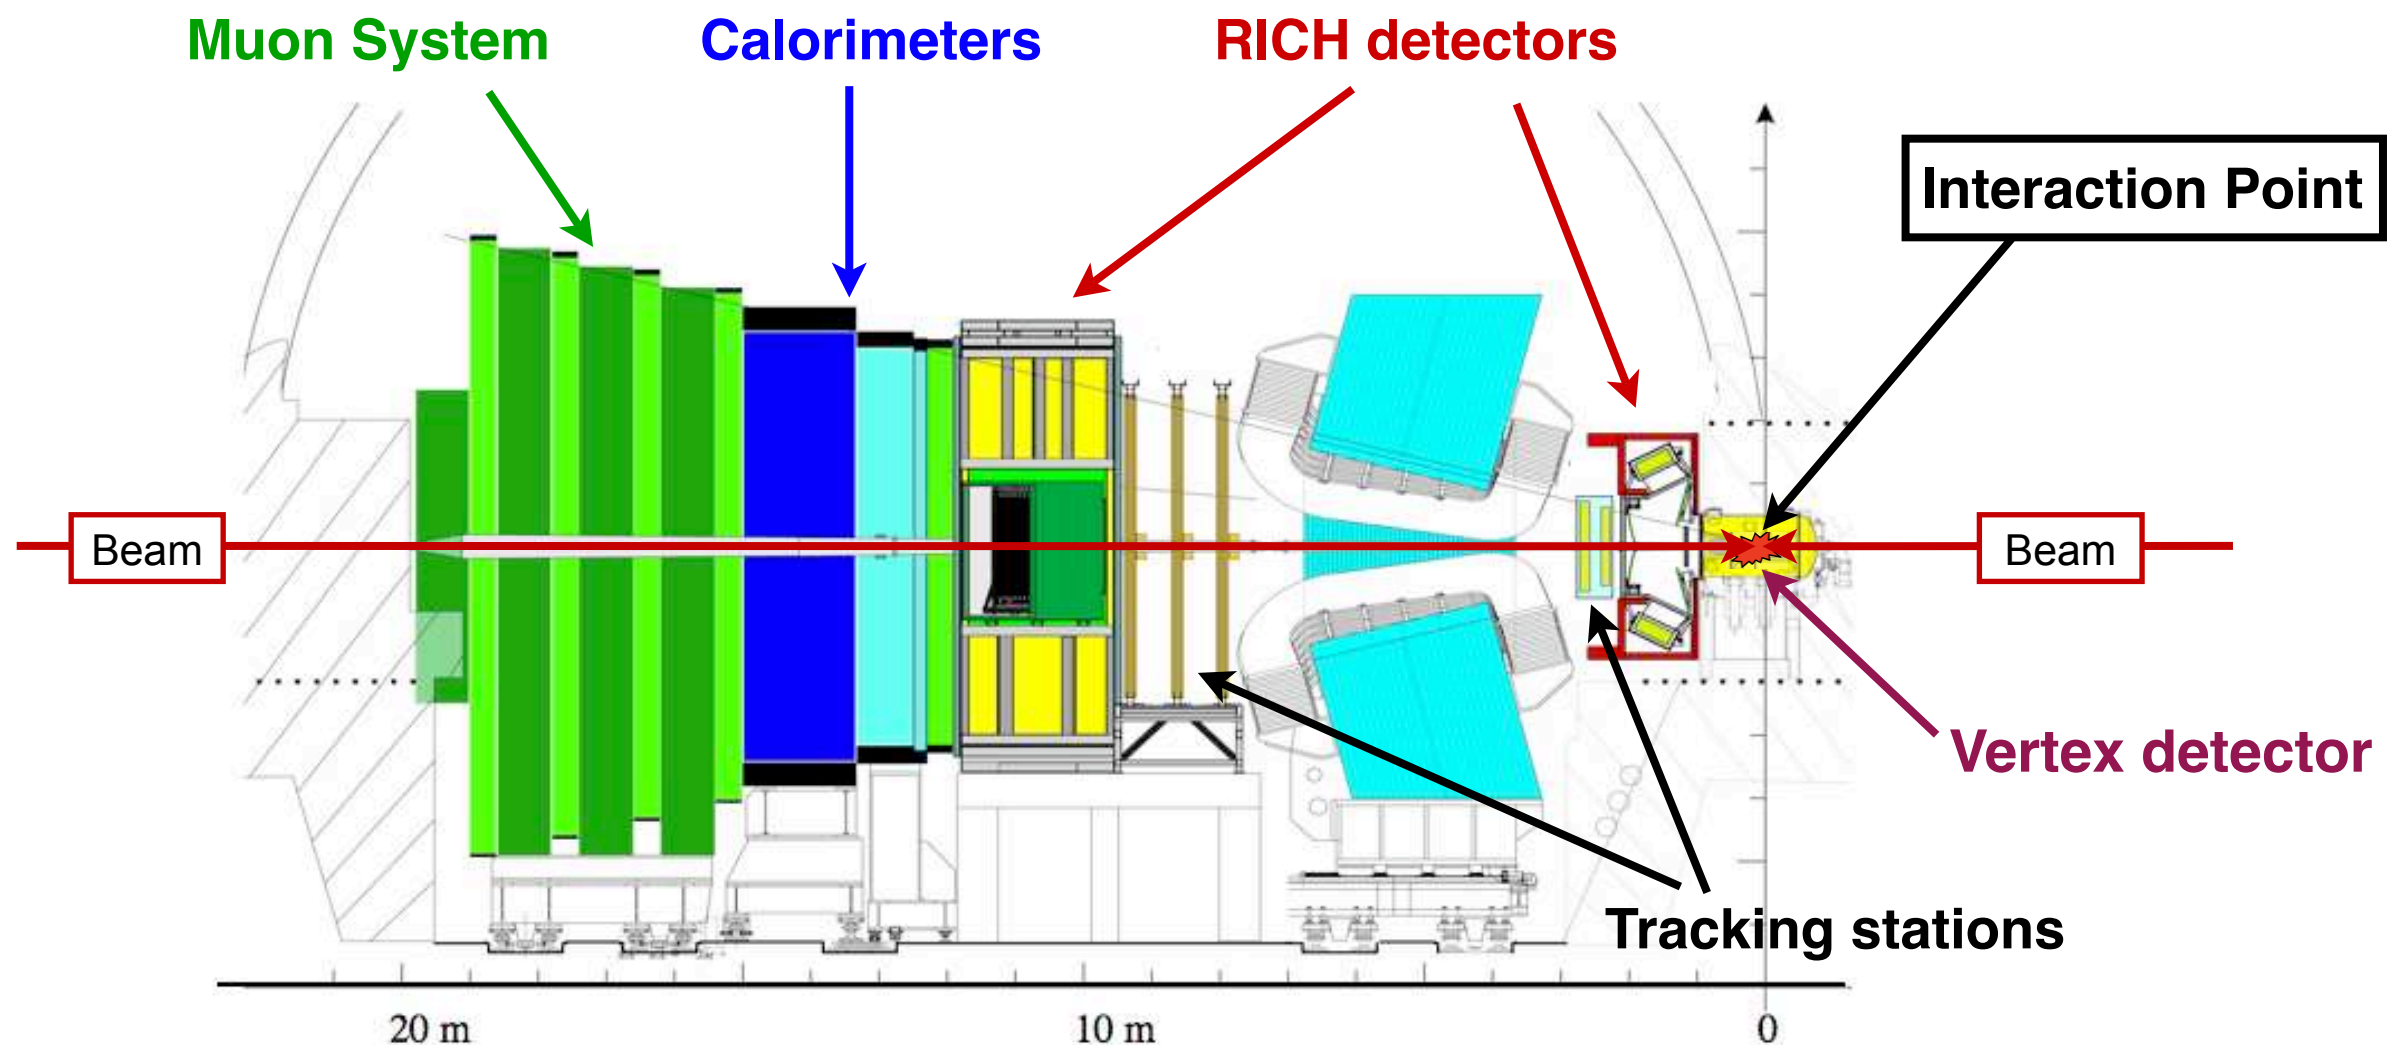 Muon System
Calorimeters
RICH detectors
Interaction Point
Beam
Beam
Vertex detector
Tracking stations
20 m
10 m
0